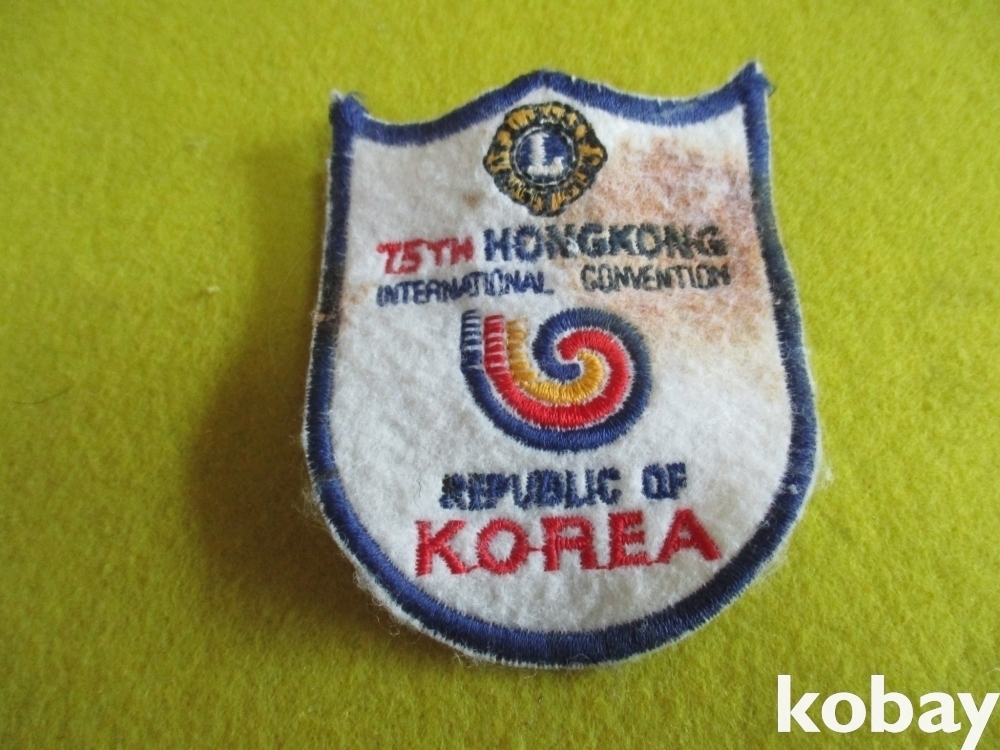 L
75TH HONGKONG
INTERNATIONAL CONVENTION
REPUBLIC OF
KOREA
kobay